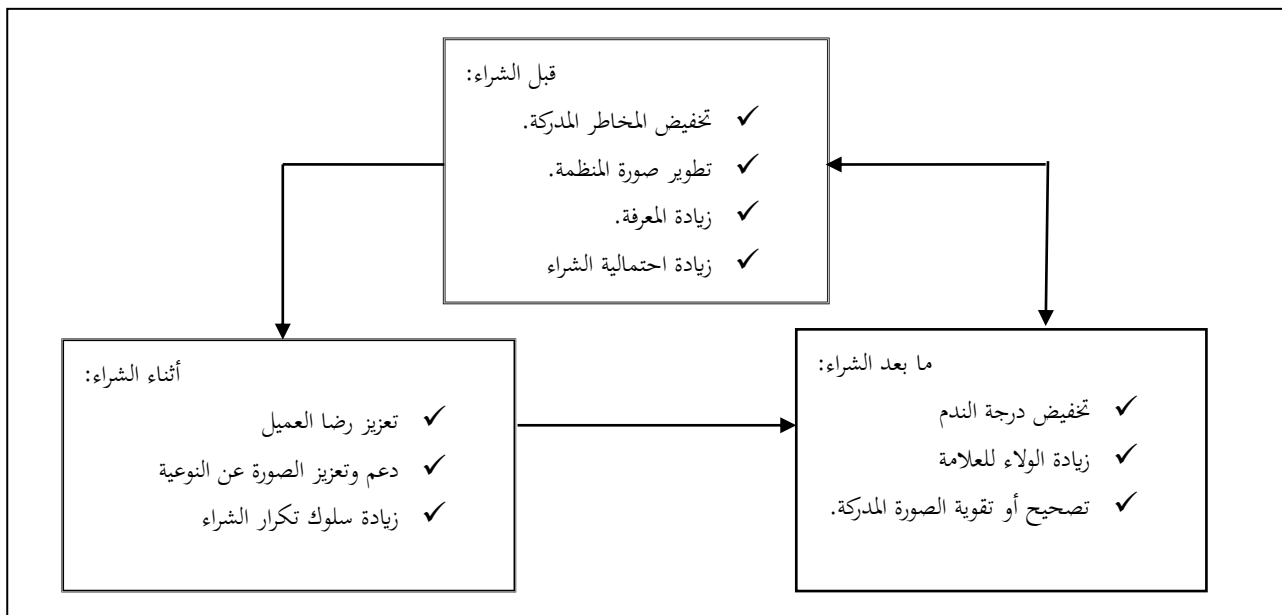 قبل الشراء:
✓ تخفيض المخاطر المدركة.
✓ تطوير صورة المنظمة.
✓ زيادة المعرفة.
✓ زيادة احتمالية الشراء
أثناء الشراء:
✓ تعزيز رضا العميل
✓ دعم وتعزيز الصورة عن النوعية
✓ زيادة سلوك تكرار الشراء
ما بعد الشراء:
✓ تخفيض درجة الندم
✓ زيادة الولاء للعلامة
✓ تصحيح أو تقوية الصورة المدركة.